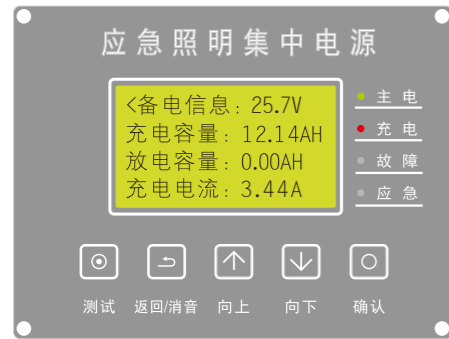 应急照明集中电源
<备电信息：25.7V
充电容量：12.14AH
放电容量：0.00AH
充电电流：3.44A
主电
充电
故障
应急
测试 返回/消音 向上 向下 确认